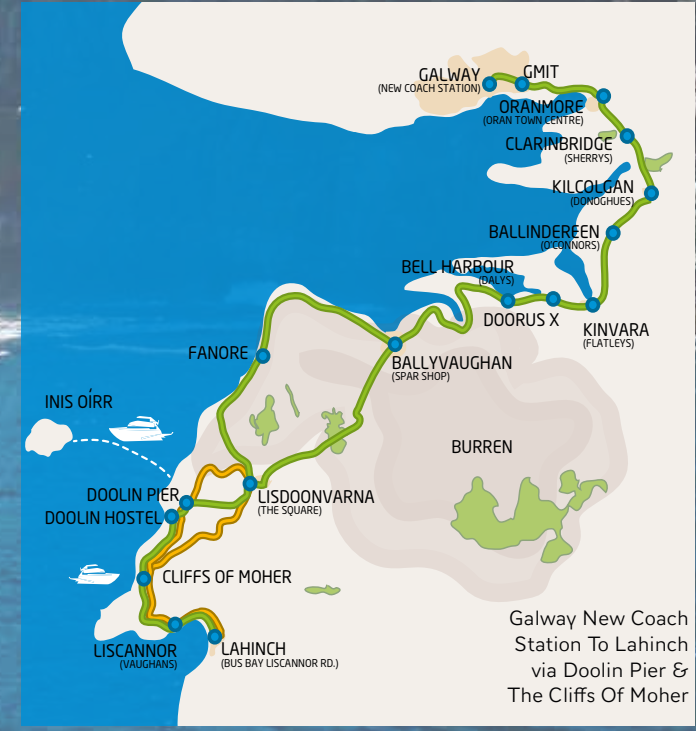 GALWAY
(NEW COACH STATION)
GMIT
ORANMORE
(ORAN TOWN CENTRE)
CLARINBRIDGE
(SHERRYS)
KILCOLGAN
(DONOGHUES)
BALLINDEREEN
(O'CONNORS)
BELL HARBOUR
(DALYS)
DOORUS X
KINVARA
(FLATLEYS)
FANORE
BALLYVAUGHAN
(SPAR SHOP)
INIS OÍRR
BURREN
DOOLIN PIER
LISDOONVARNA
(THE SQUARE)
DOOLIN HOSTEL
CLIFFS OF MOHER
LISCANNOR
(VAUGHANS)
LAHINCH
(BUS BAY LISCANNOR RD.)
Galway New Coach
Station To Lahinch
via Doolin Pier &
The Cliffs Of Moher